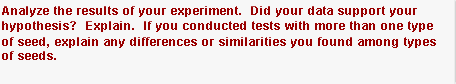 Analyze the results of your experiment.  Did your data support your
hypothesis?  Explain.  If you conducted tests with more than one type
of seed, explain any differences or similarities you found among types
of seeds.